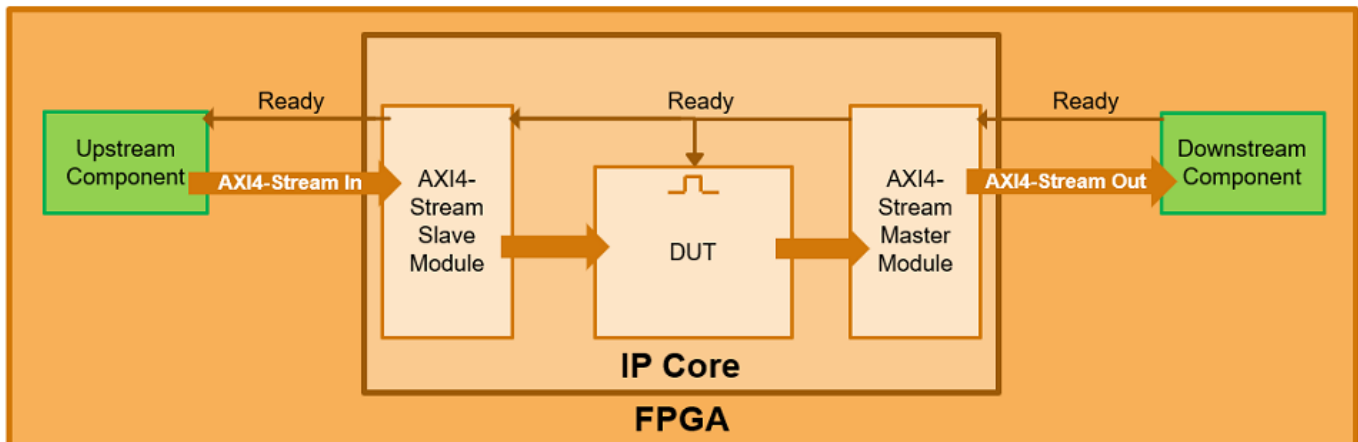 Ready
Ready
Ready
Upstream
Component
AXI4-Stream In
AXI4-
Stream
Slave
Module
DUT
AXI4-
Stream
Master
Module
AXI4-Stream Out
Downstream
Component
IP Core
FPGA